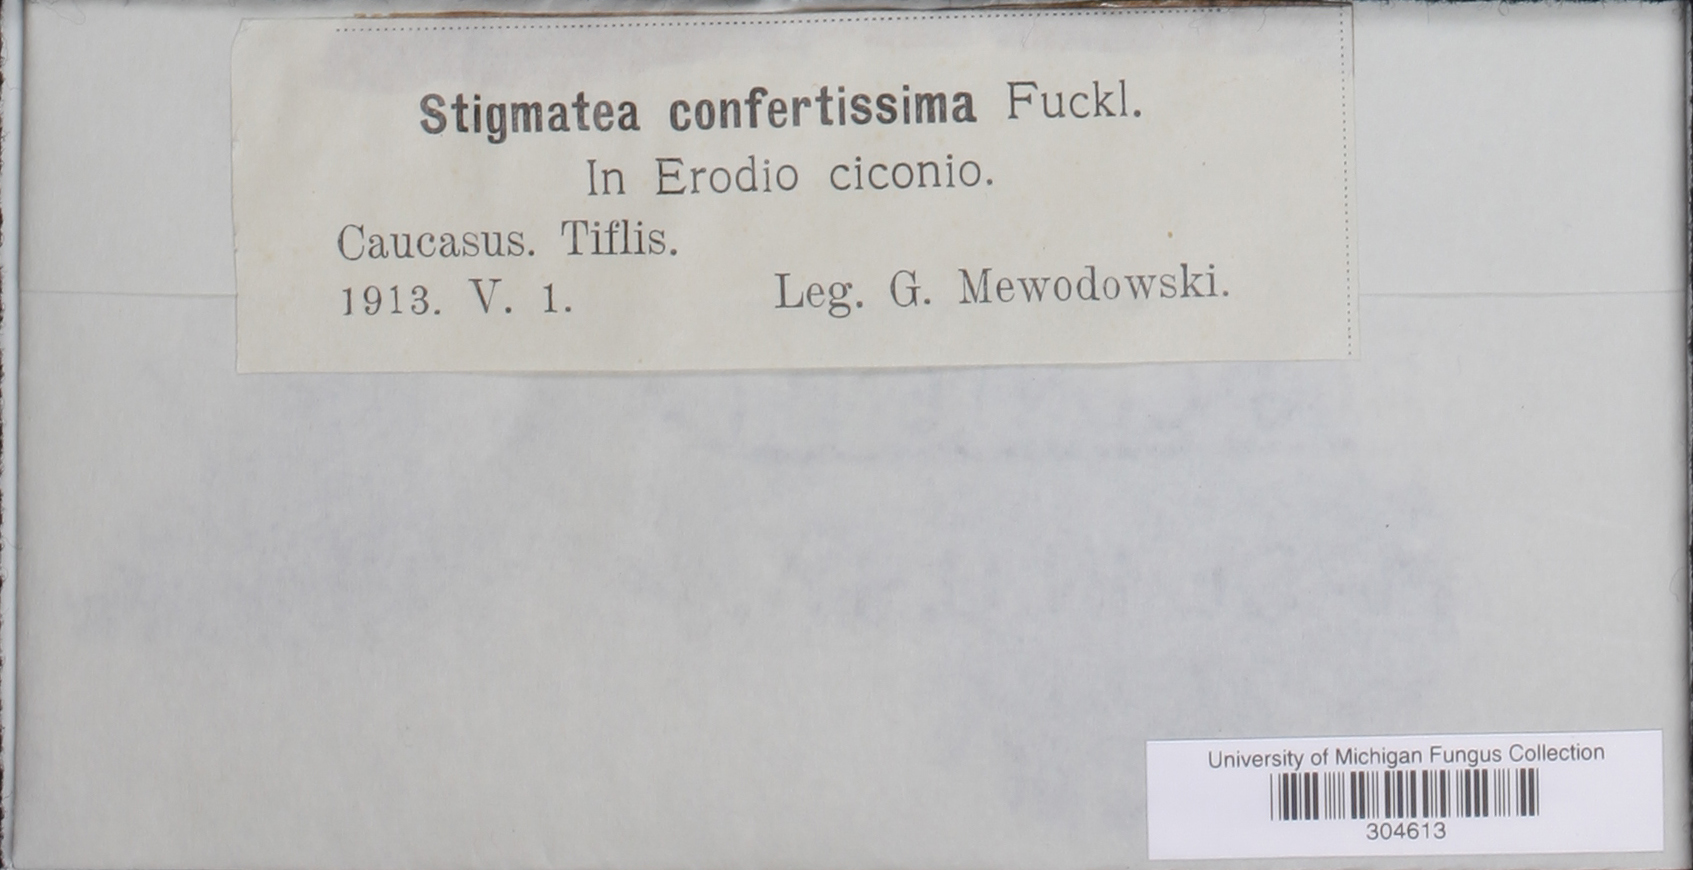 Stigmatea confertissima Fuckl.
In Erodio ciconio.
Caucasus. Tiflis.
1913. V. 1. Leg. G. Mewodowski.
University of Michigan Fungus Collection
304613